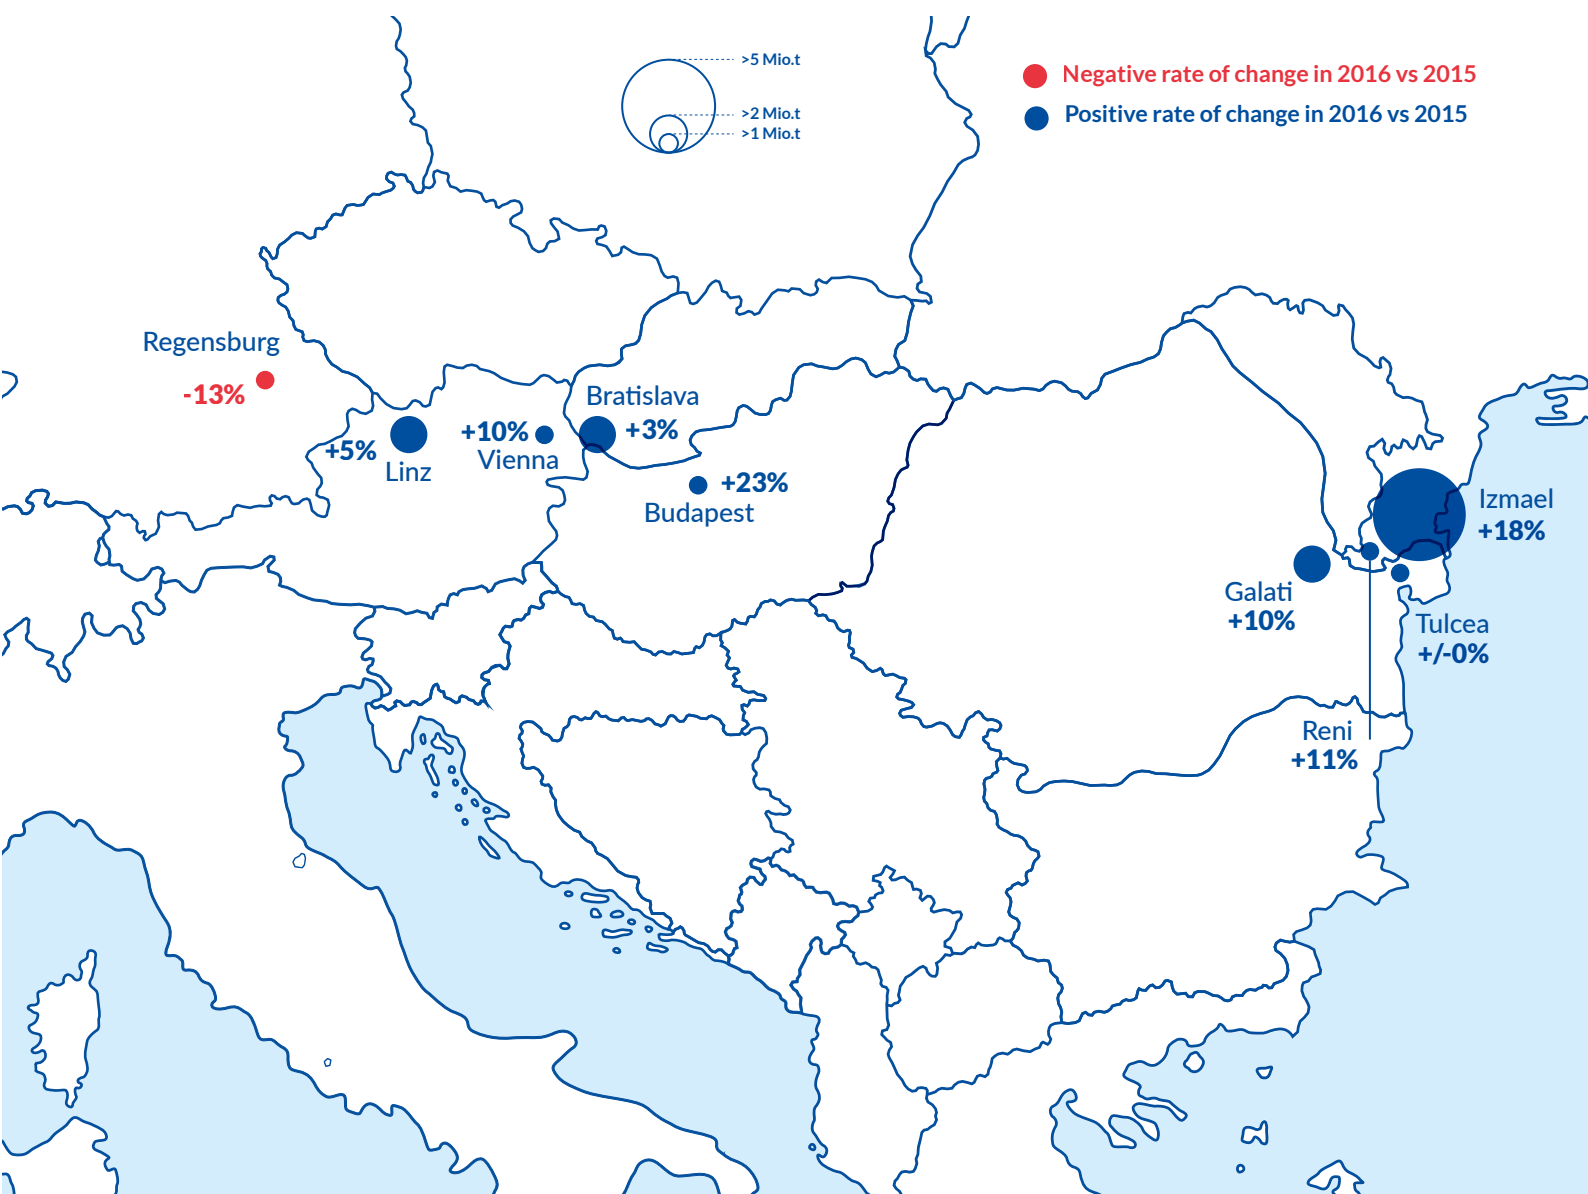 >5 Mio.t
>2 Mio.t
>1 Mio.t
Negative rate of change in 2016 vs 2015
Positive rate of change in 2016 vs 2015
Regensburg
-13%
+5%
Linz
+10%
Vienna
Bratislava
+3%
+23%
Budapest
Izmael
+18%
Galati
+10%
Tulcea
+/-0%
Reni
+11%